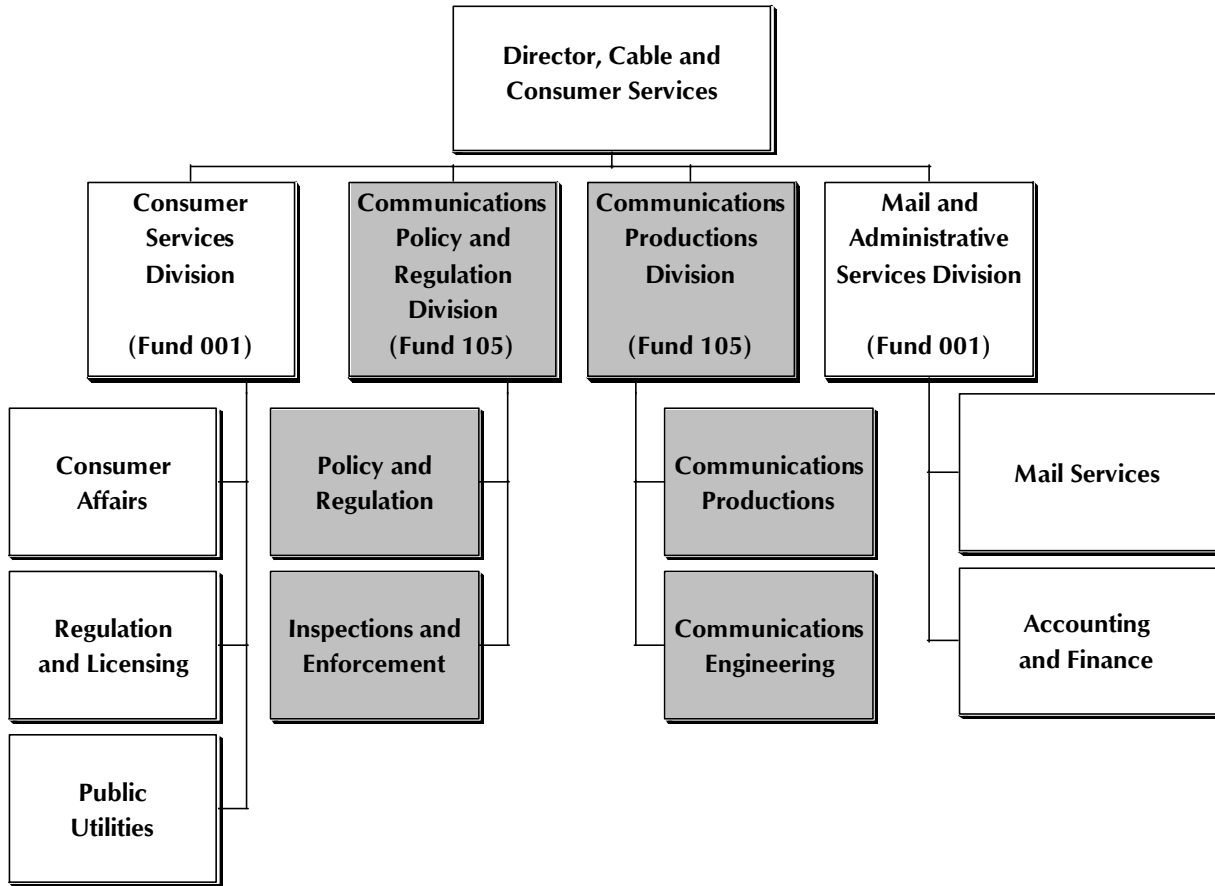 Director, Cable and
Consumer Services
Consumer
Services
Division
(Fund 001)
Communications
Policy and
Regulation
Division
(Fund 105)
Communications
Productions
Division
(Fund 105)
Mail and
Administrative
Services Division
(Fund 001)
Consumer
Affairs
Regulation
and Licensing
Public
Utilities
Policy and
Regulation
Inspections and
Enforcement
Communications
Productions
Communications
Engineering
Mail Services
Accounting
and Finance